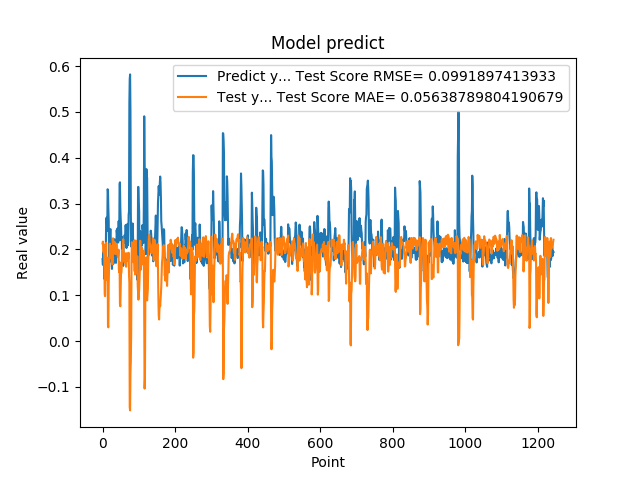 Model predict
Predict y... Test Score RMSE= 0.0991897413933
Test y... Test Score MAE= 0.05638789804190679
0.6
0.5
0.4
0.3
0.2
0.1
0.0
−0.1
Real value
0 200 400 600 800 1000 1200
Point